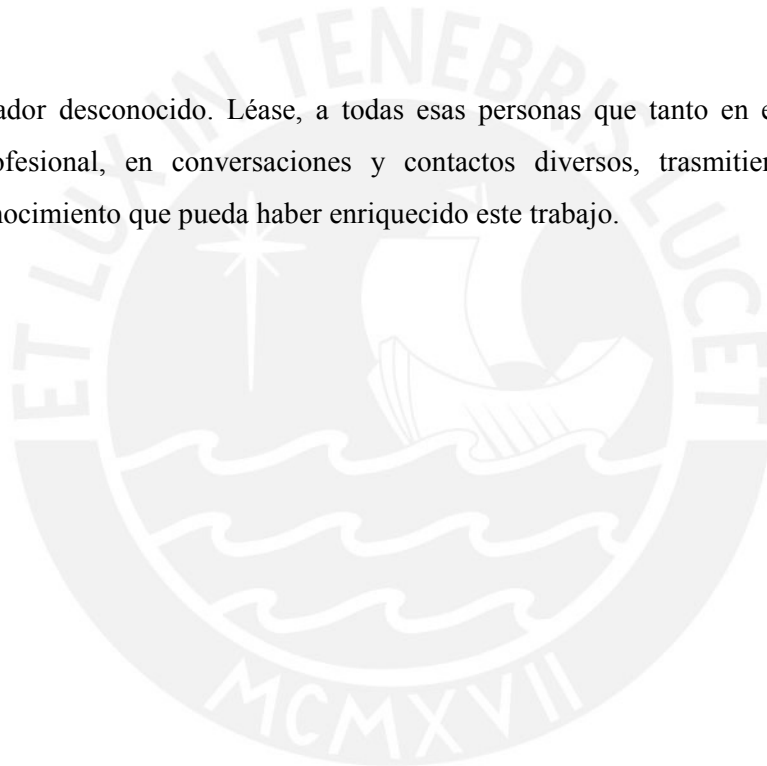 ador desconocido. Léase, a todas esas personas que tanto en e
ofesional, en conversaciones y contactos diversos, trasmitier
nocimiento que pueda haber enriquecido este trabajo.
ET LUX IN TENEBRIS LUCET
MCMXVII